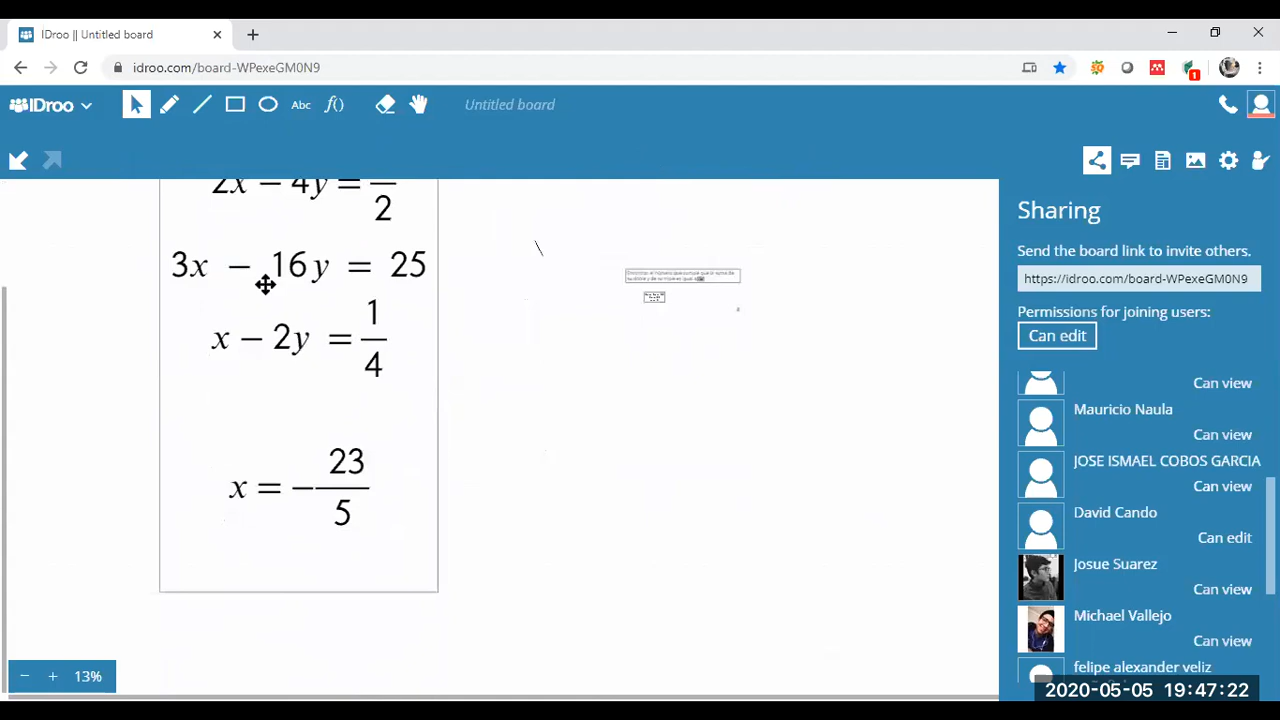 IDroo || Untitled board
idroo.com/board-WPexeGM0N9
1
IDroo
Abc
f()
Untitled board
2x − 4y = /2
3x − 16y = 25
x − 2y = 1/4
x = − 23/5
Sharing
Send the board link to invite others.
https://idroo.com/board-WPexeGM0N9
Permissions for joining users:
Can edit
Can view
Mauricio Naula
Can view
JOSE ISMAEL COBOS GARCIA
Can view
David Cando
Can edit
Josue Suarez
Can view
Michael Vallejo
Can view
felipe alexander veliz
13%
2020-05-05 19:47:22